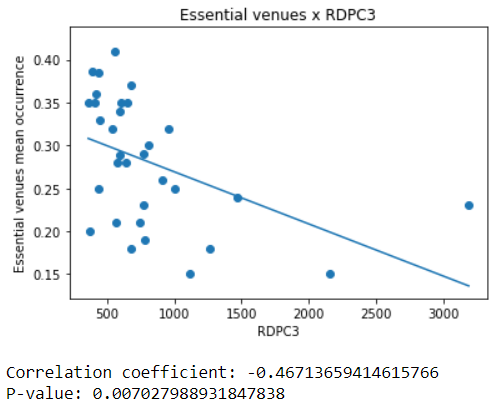 Essential venues x RDPC3
Essential venues mean occurrence
0.40
0.35
0.30
0.25
0.20
0.15
500
1000
1500
2000
2500
3000
RDPC3
Correlation coefficient: -0.46713659414615766
P-value: 0.007027988931847838